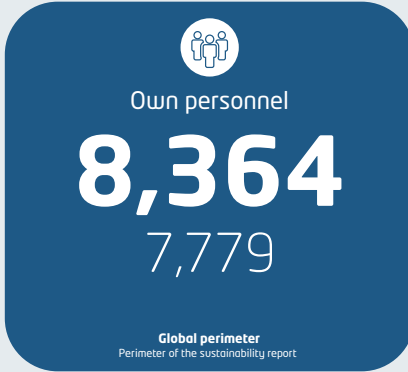 Own personnel
8,364
7,779
Global perimeter
Perimeter of the sustainability report